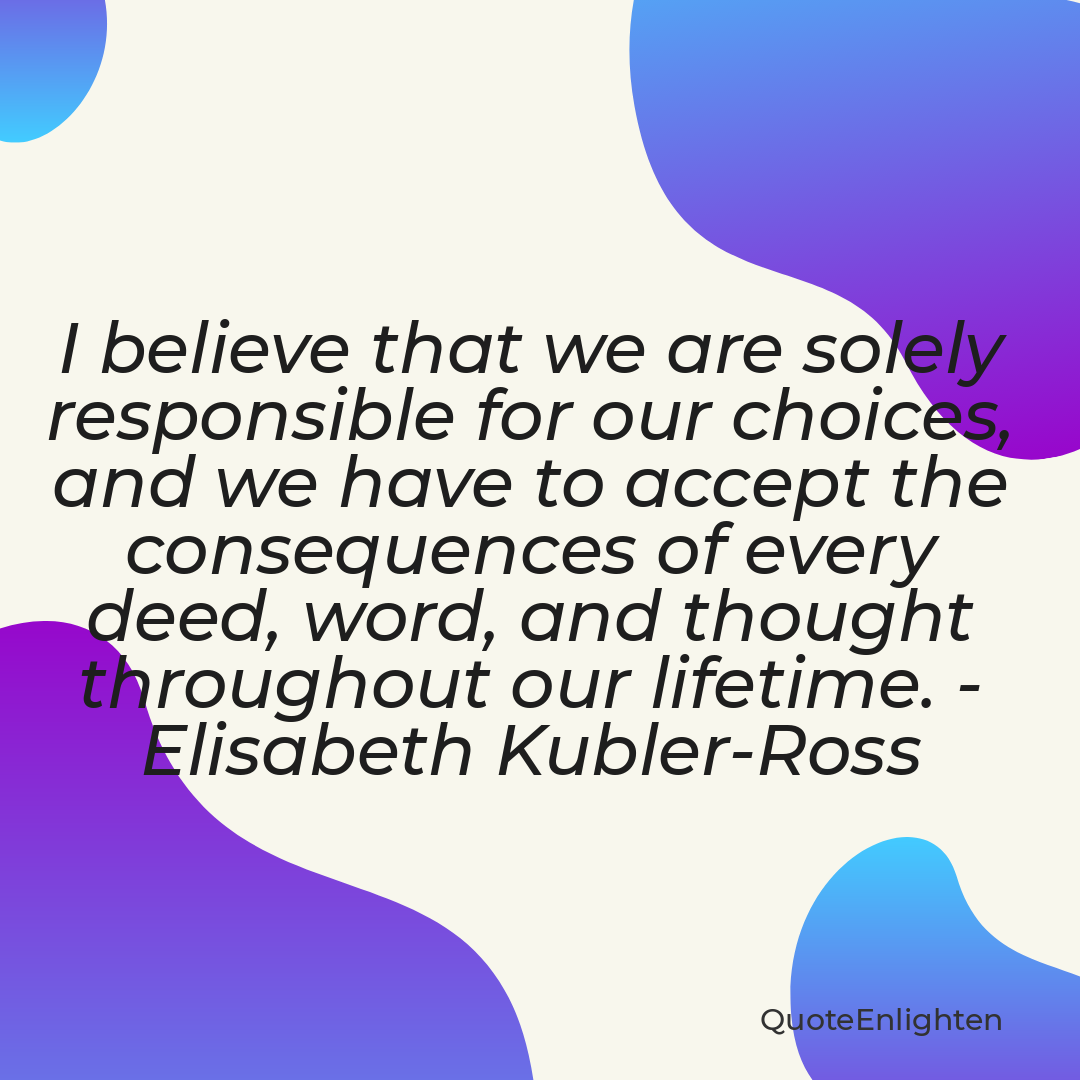 I believe that we are solely
responsible for our choices,
and we have to accept the
consequences of every
deed, word, and thought
throughout our lifetime. -
Elisabeth Kubler-Ross
QuoteEnlighten